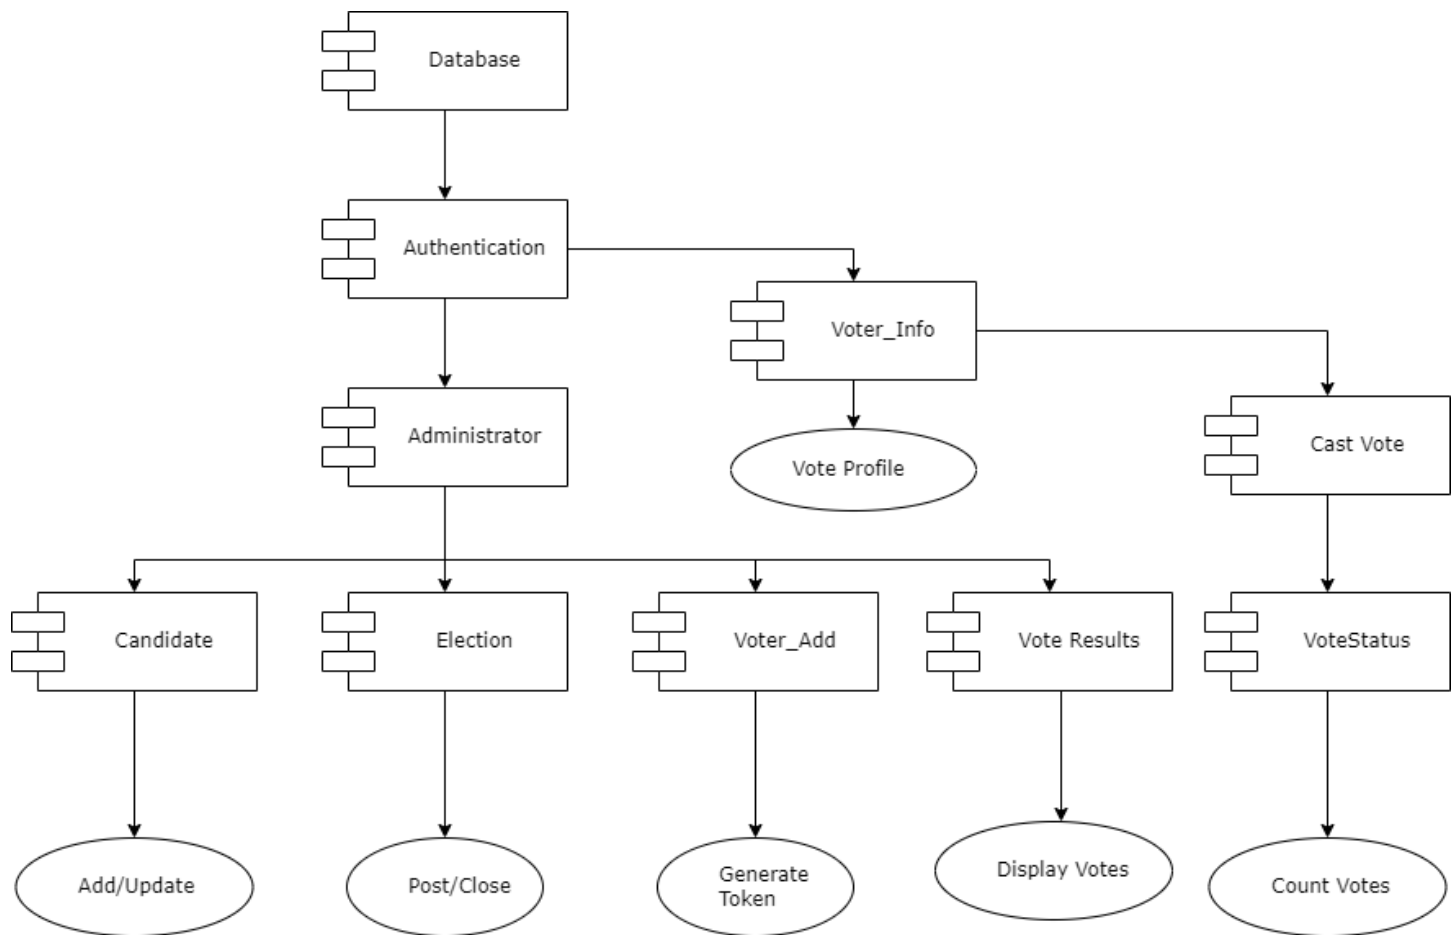 Database
Authentication
Voter_Info
Administrator
Cast Vote
Vote Profile
Candidate
Election
Voter_Add
Vote Results
VoteStatus
Add/Update
Post/Close
Generate
Token
Display Votes
Count Votes